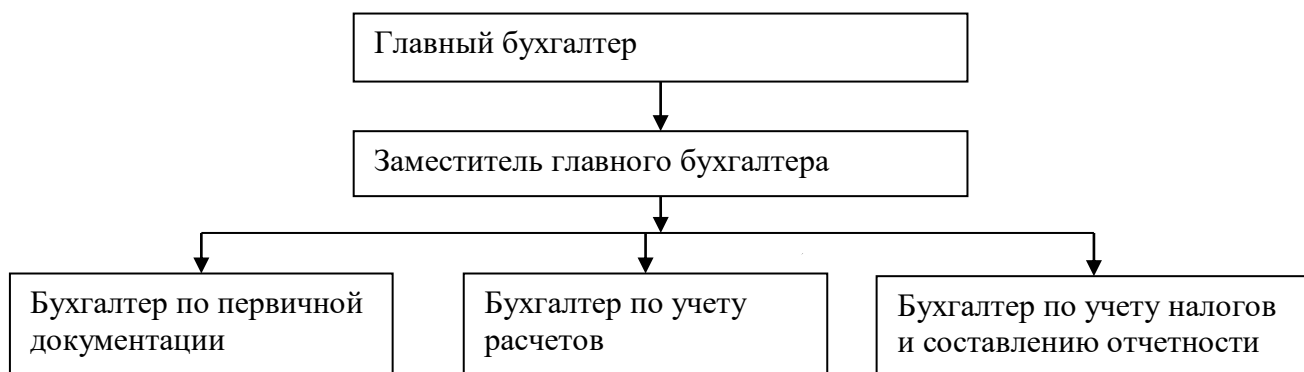 Главный бухгалтер
Заместитель главного бухгалтера
Бухгалтер по первичной
документации
Бухгалтер по учету
расчетов
Бухгалтер по учету налогов
и составлению отчетности